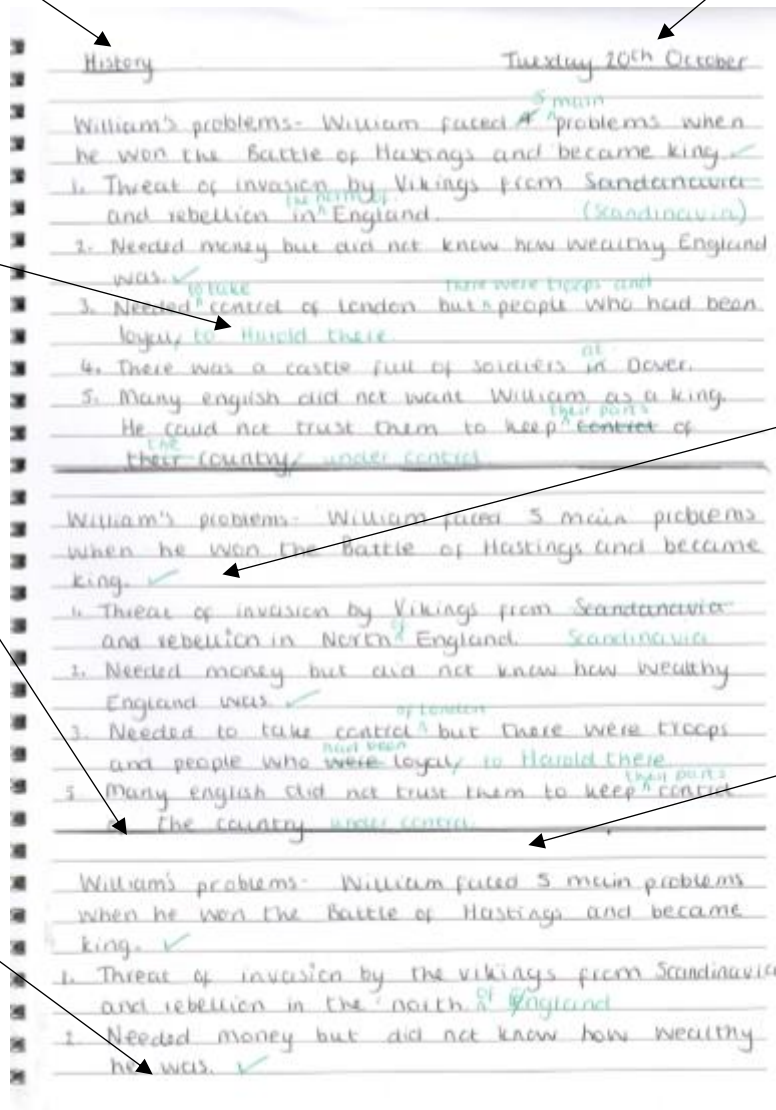 History Tuesday 20th October
5 main
William's problems- William faced 4 ^ problems when
he won the Battle of Hastings and became king. ✓
1. Threat of invasion by Vikings from Sandanavia
the north of
and rebellion in ^ England. (Scandinavia)
2. Needed money but did not know how wealthy England
was. ✓
to take There were troops and
3. Needed ^ control of London but ^ people who had been
loyal, to Harold there.
at
4. There was a castle full of soldiers in Dover.
5. Many english did not want William as a king.
their parts
He could not trust them to keep ^ control of
the
their country, under control
William's problems- William faced 5 main problems
when he won the Battle of Hastings and became
king. ✓
1. Threat of invasion by Vikings from Scandanavia
of
and rebellion in North ^ England. Scandinavia
2. Needed money but did not know how wealthy
England was ✓
of London
3. Needed to take control ^ but there were troops
had been
and people who were loyal, to Harold there
their parts
5 Many english did not trust them to keep ^ control
the country under control.
William's problems- William faced 5 main problems
when he won the Battle of Hastings and became
king. ✓
1. Threat of invasion by the vikings from Scandinavia
of
and rebellion in the north ^ England
2 Needed money but did not know how wealthy
he was. ✓